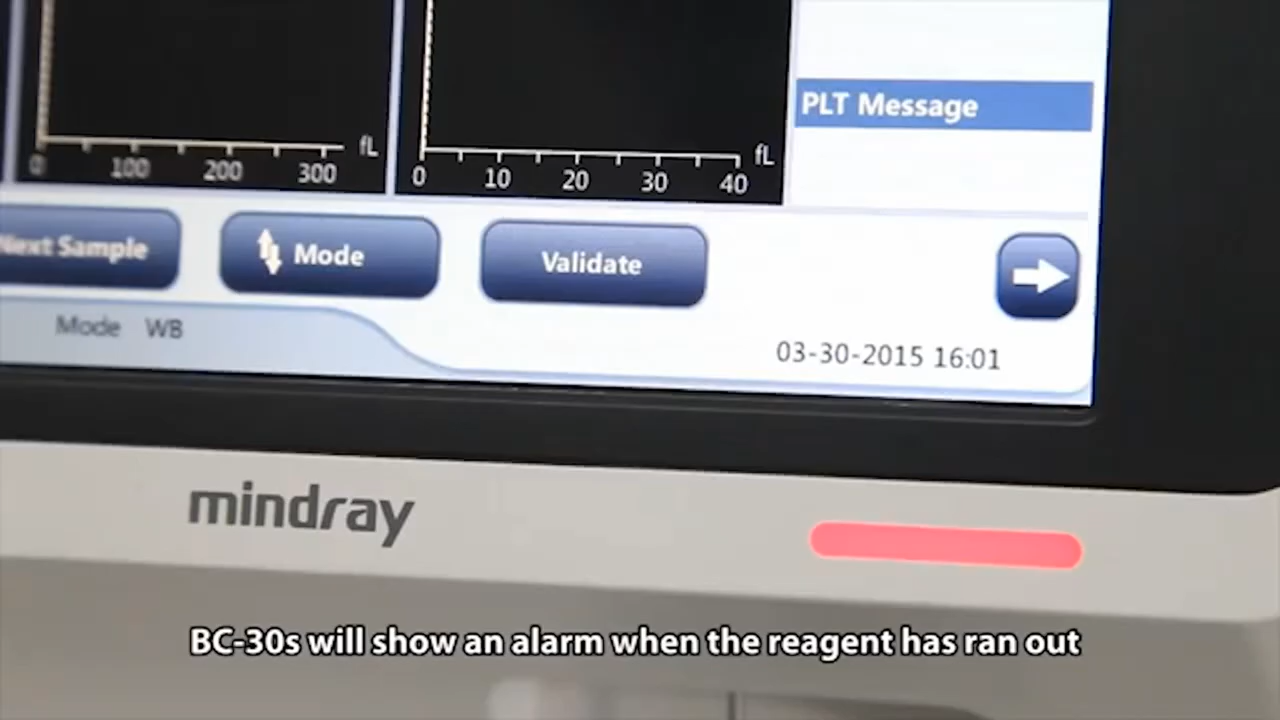 PLT Message
fL
0 100 200 300
fL
0 10 20 30 40
Next Sample
Mode
Validate
Mode WB
03-30-2015 16:01
mindray
BC-30s will show an alarm when the reagent has ran out